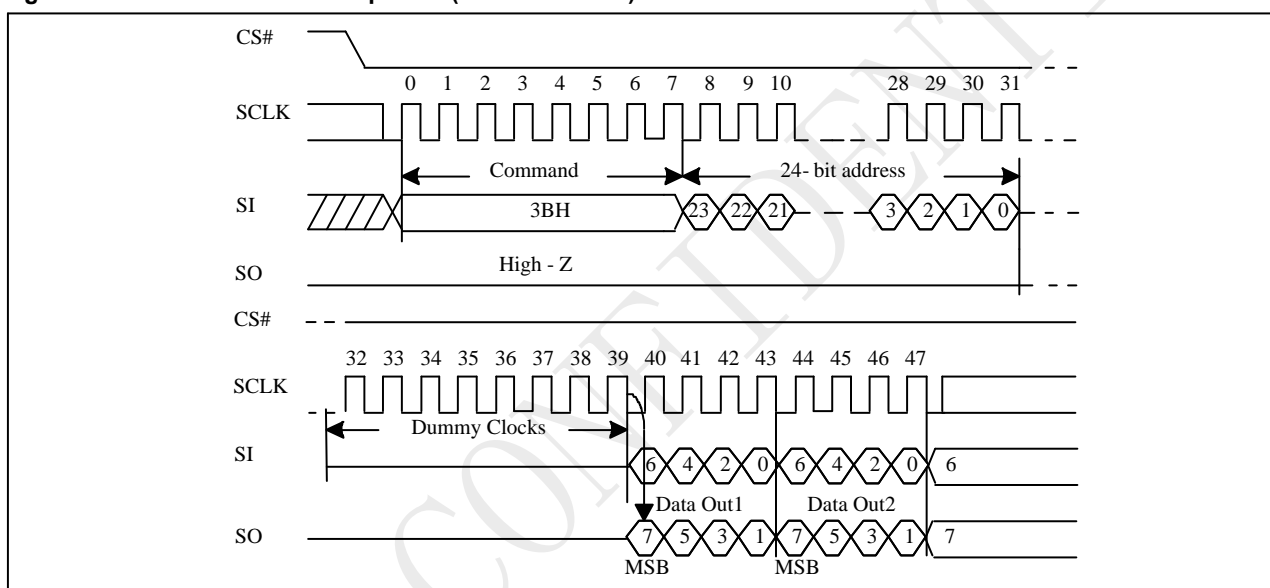 CS#
0 1 2 3 4 5 6 7 8 9 10 28 29 30 31
SCLK
Command 24- bit address
SI 3BH 23 22 21 3 2 1 0
High - Z
SO
CS#
32 33 34 35 36 37 38 39 40 41 42 43 44 45 46 47
SCLK
Dummy Clocks
SI 6 4 2 0 6 4 2 0 6
Data Out1 Data Out2
SO 7 5 3 1 7 5 3 1 7
MSB MSB